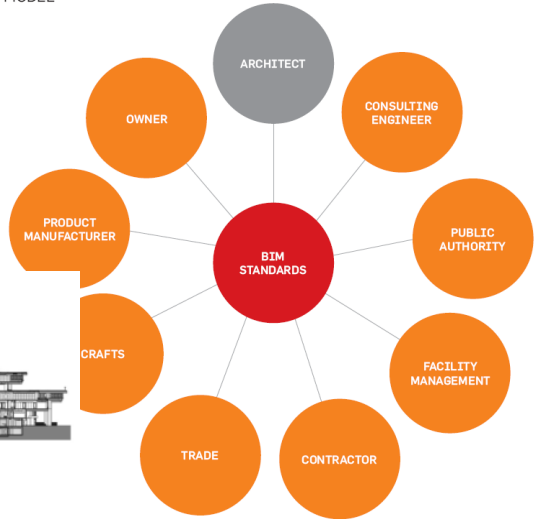 ARCHITECT
CONSULTING
ENGINEER
OWNER
PRODUCT
MANUFACTURER
PUBLIC
AUTHORITY
BIM
STANDARDS
CRAFTS
FACILITY
MANAGEMENT
TRADE
CONTRACTOR